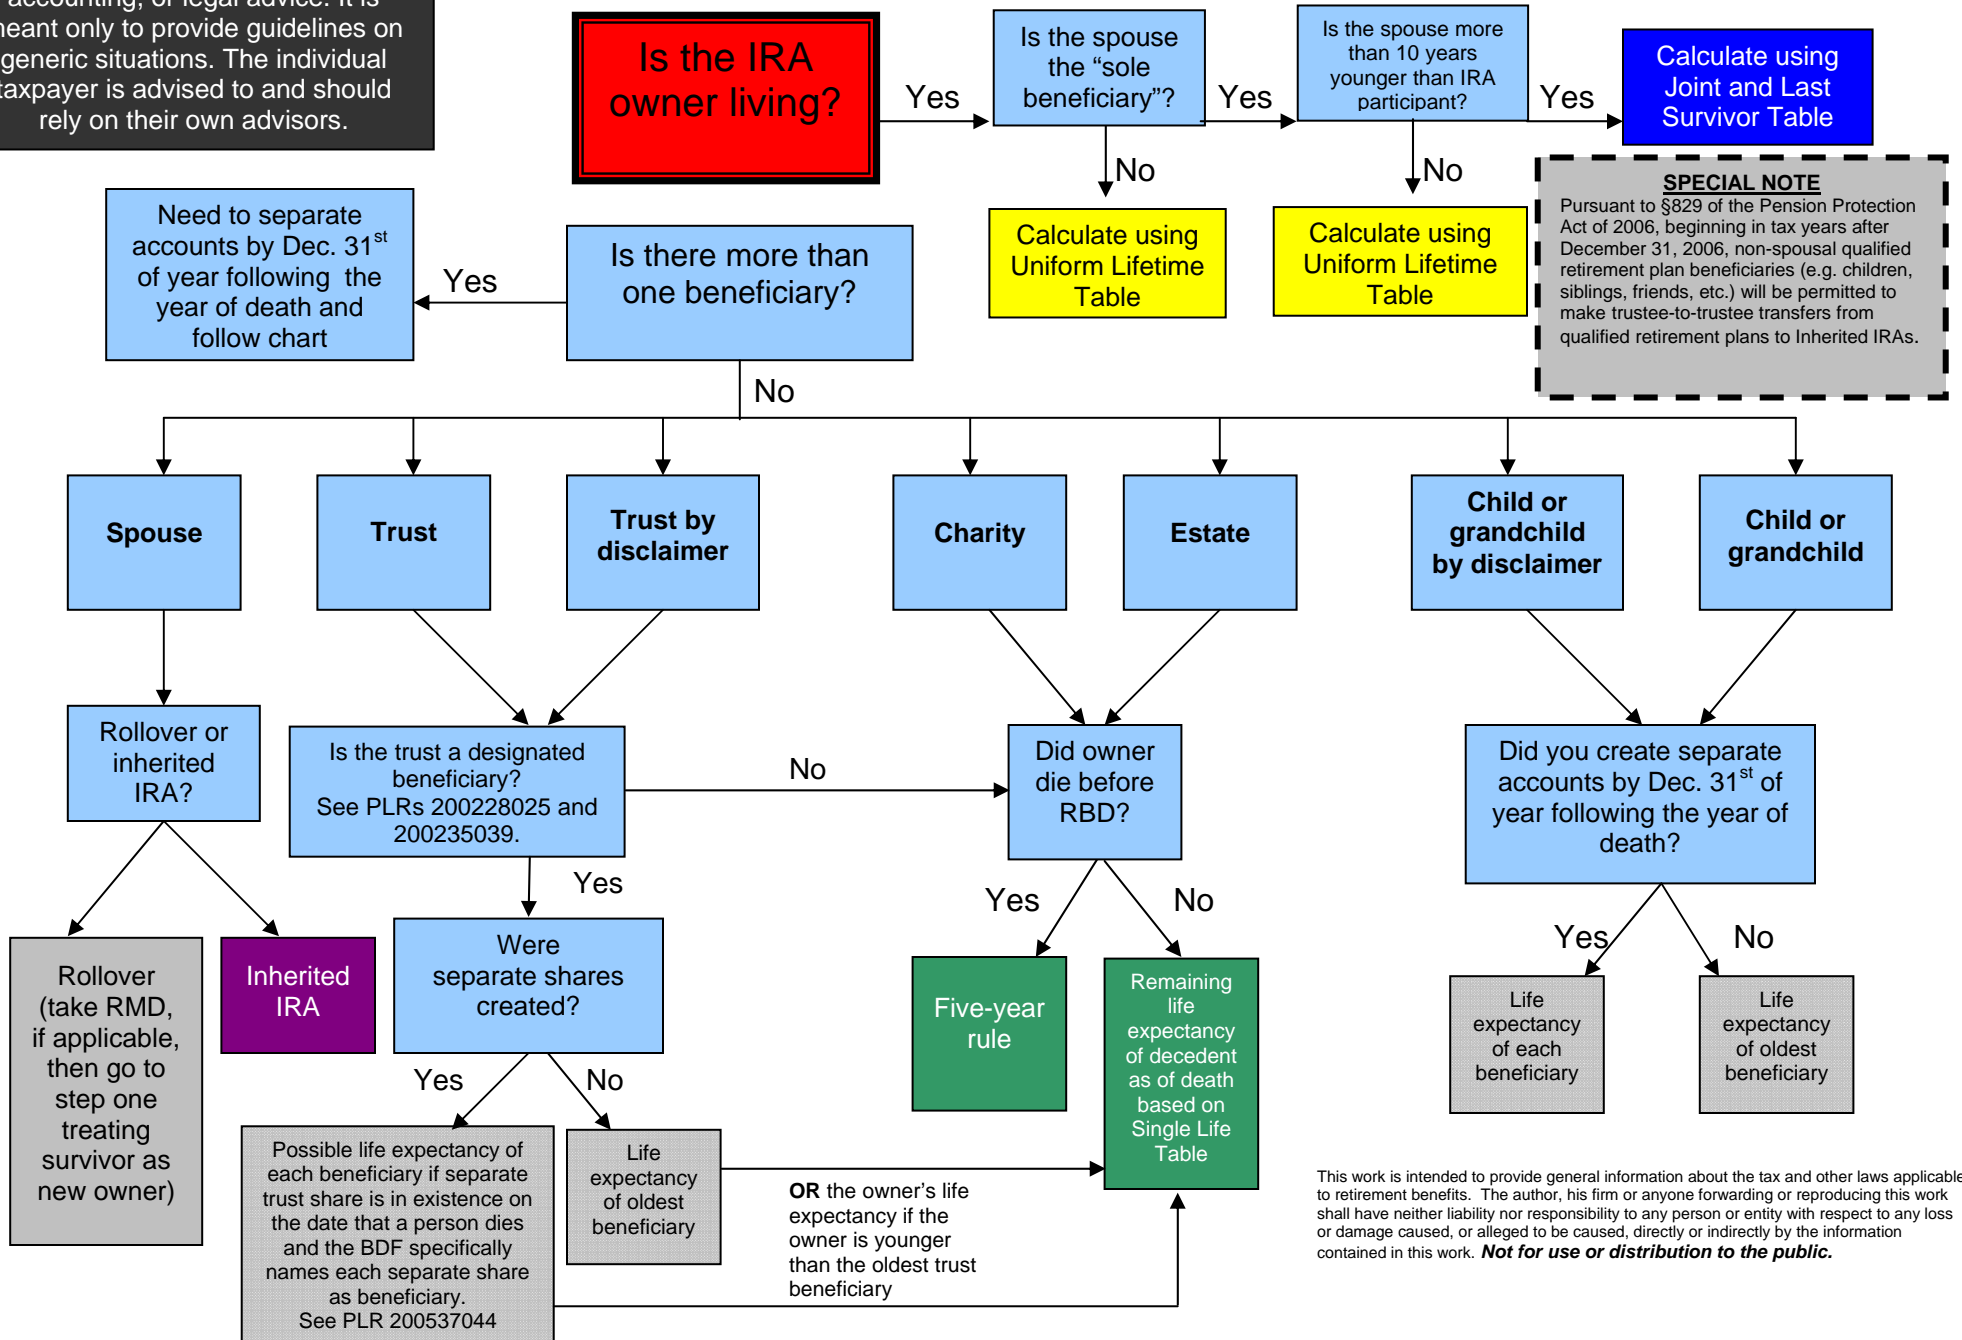 accounting, or legal advice. It is
meant only to provide guidelines on
generic situations. The individual
taxpayer is advised to and should
rely on their own advisors.
Is the IRA
owner living?
Yes
Is the spouse
the “sole
beneficiary”?
Yes
Is the spouse more
than 10 years
younger than IRA
participant?
Yes
Calculate using
Joint and Last
Survivor Table
No
No
Calculate using
Uniform Lifetime
Table
Calculate using
Uniform Lifetime
Table
SPECIAL NOTE
Pursuant to §829 of the Pension Protection
Act of 2006, beginning in tax years after
December 31, 2006, non-spousal qualified
retirement plan beneficiaries (e.g. children,
siblings, friends, etc.) will be permitted to
make trustee-to-trustee transfers from
qualified retirement plans to Inherited IRAs.
Need to separate
accounts by Dec. 31st
of year following the
year of death and
follow chart
Yes
Is there more than
one beneficiary?
No
Spouse
Trust
Trust by
disclaimer
Charity
Estate
Child or
grandchild
by disclaimer
Child or
grandchild
Rollover or
inherited
IRA?
Is the trust a designated
beneficiary?
See PLRs 200228025 and
200235039.
No
Did owner
die before
RBD?
Did you create separate
accounts by Dec. 31st of
year following the year of
death?
Yes
Yes
No
Yes
No
Rollover
(take RMD,
if applicable,
then go to
step one
treating
survivor as
new owner)
Inherited
IRA
Were
separate shares
created?
Five-year
rule
Remaining
life
expectancy
of decedent
as of death
based on
Single Life
Table
Life
expectancy
of each
beneficiary
Life
expectancy
of oldest
beneficiary
Yes
No
Possible life expectancy of
each beneficiary if separate
trust share is in existence on
the date that a person dies
and the BDF specifically
names each separate share
as beneficiary.
See PLR 200537044
Life
expectancy
of oldest
beneficiary
OR the owner’s life
expectancy if the
owner is younger
than the oldest trust
beneficiary
This work is intended to provide general information about the tax and other laws applicable
to retirement benefits. The author, his firm or anyone forwarding or reproducing this work
shall have neither liability nor responsibility to any person or entity with respect to any loss
or damage caused, or alleged to be caused, directly or indirectly by the information
contained in this work. Not for use or distribution to the public.